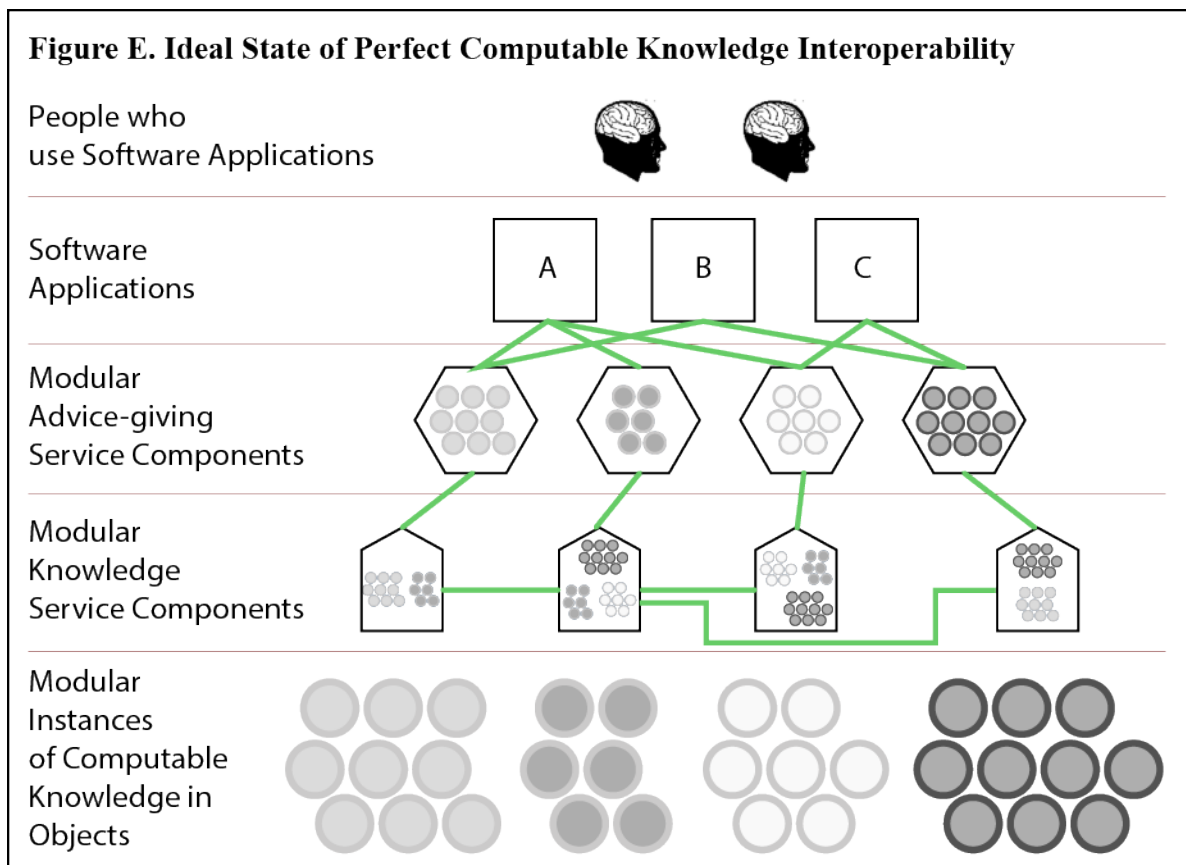 Figure E. Ideal State of Perfect Computable Knowledge Interoperability
People who
use Software Applications
Software
Applications
A
B
C
Modular
Advice-giving
Service Components
Modular
Knowledge
Service Components
Modular
Instances
of Computable
Knowledge in
Objects